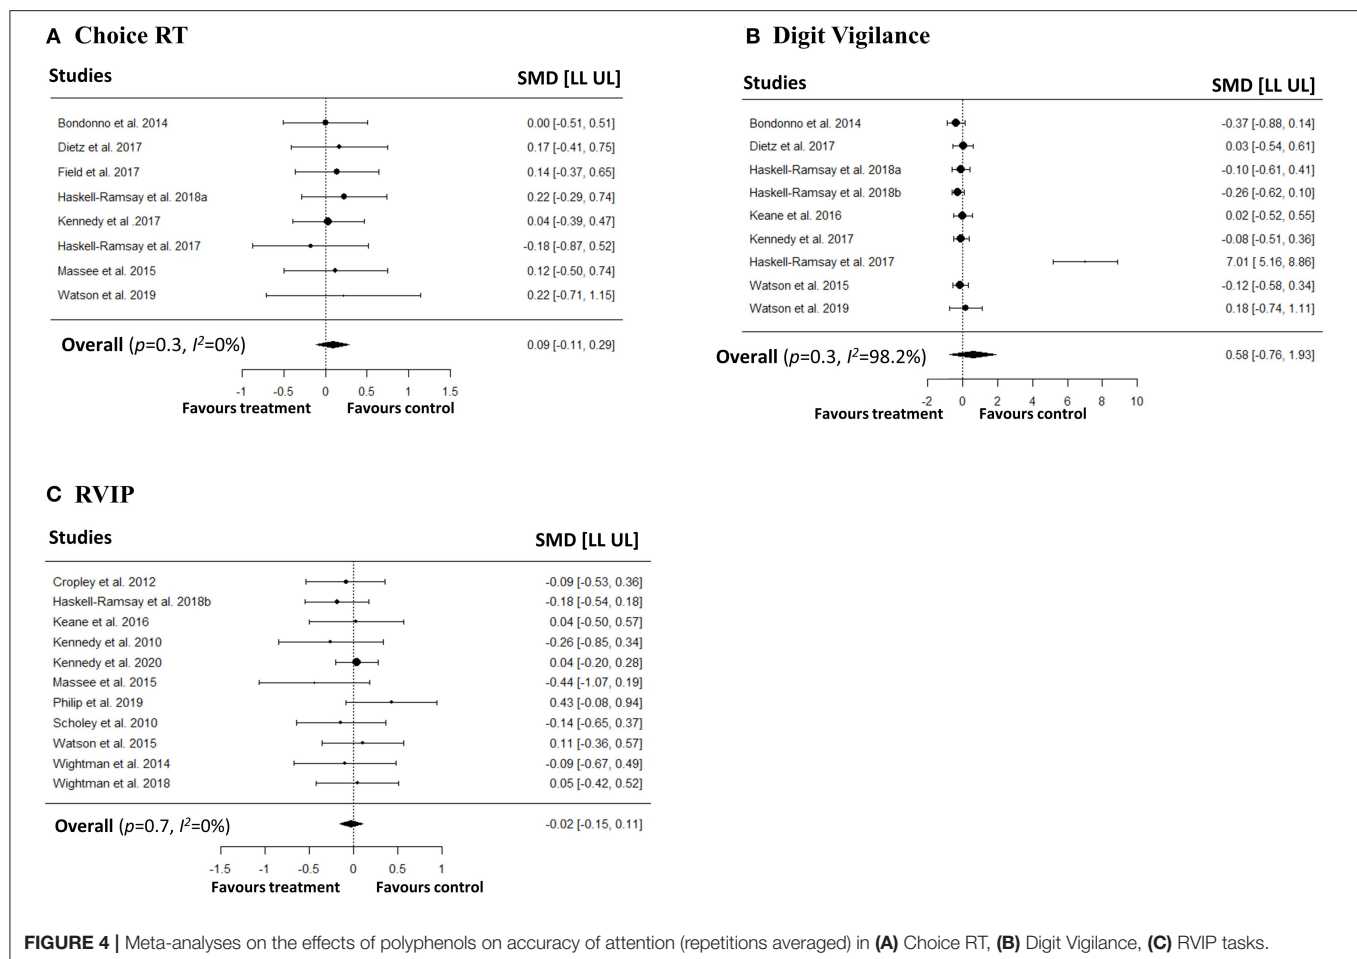 A Choice RT
Studies SMD [LL UL]
Bondonno et al. 2014 0.00 [-0.51, 0.51]
Dietz et al. 2017 0.17 [-0.41, 0.75]
Field et al. 2017 0.14 [-0.37, 0.65]
Haskell-Ramsay et al. 2018a 0.22 [-0.29, 0.74]
Kennedy et al .2017 0.04 [-0.39, 0.47]
Haskell-Ramsay et al. 2017 -0.18 [-0.87, 0.52]
Massee et al. 2015 0.12 [-0.50, 0.74]
Watson et al. 2019 0.22 [-0.71, 1.15]
Overall (p=0.3, I²=0%) 0.09 [-0.11, 0.29]
-1 -0.5 0 0.5 1 1.5
Favours treatment Favours control
B Digit Vigilance
Studies SMD [LL UL]
Bondonno et al. 2014 -0.37 [-0.88, 0.14]
Dietz et al. 2017 0.03 [-0.54, 0.61]
Haskell-Ramsay et al. 2018a -0.10 [-0.61, 0.41]
Haskell-Ramsay et al. 2018b -0.26 [-0.62, 0.10]
Keane et al. 2016 0.02 [-0.52, 0.55]
Kennedy et al. 2017 -0.08 [-0.51, 0.36]
Haskell-Ramsay et al. 2017 7.01 [ 5.16, 8.86]
Watson et al. 2015 -0.12 [-0.58, 0.34]
Watson et al. 2019 0.18 [-0.74, 1.11]
Overall (p=0.3, I²=98.2%) 0.58 [-0.76, 1.93]
-2 0 2 4 6 8 10
Favours treatment Favours control
C RVIP
Studies SMD [LL UL]
Cropley et al. 2012 -0.09 [-0.53, 0.36]
Haskell-Ramsay et al. 2018b -0.18 [-0.54, 0.18]
Keane et al. 2016 0.04 [-0.50, 0.57]
Kennedy et al. 2010 -0.26 [-0.85, 0.34]
Kennedy et al. 2020 0.04 [-0.20, 0.28]
Massee et al. 2015 -0.44 [-1.07, 0.19]
Philip et al. 2019 0.43 [-0.08, 0.94]
Scholey et al. 2010 -0.14 [-0.65, 0.37]
Watson et al. 2015 0.11 [-0.36, 0.57]
Wightman et al. 2014 -0.09 [-0.67, 0.49]
Wightman et al. 2018 0.05 [-0.42, 0.52]
Overall (p=0.7, I²=0%) -0.02 [-0.15, 0.11]
-1.5 -1 -0.5 0 0.5 1
Favours treatment Favours control
FIGURE 4 | Meta-analyses on the effects of polyphenols on accuracy of attention (repetitions averaged) in (A) Choice RT, (B) Digit Vigilance, (C) RVIP tasks.